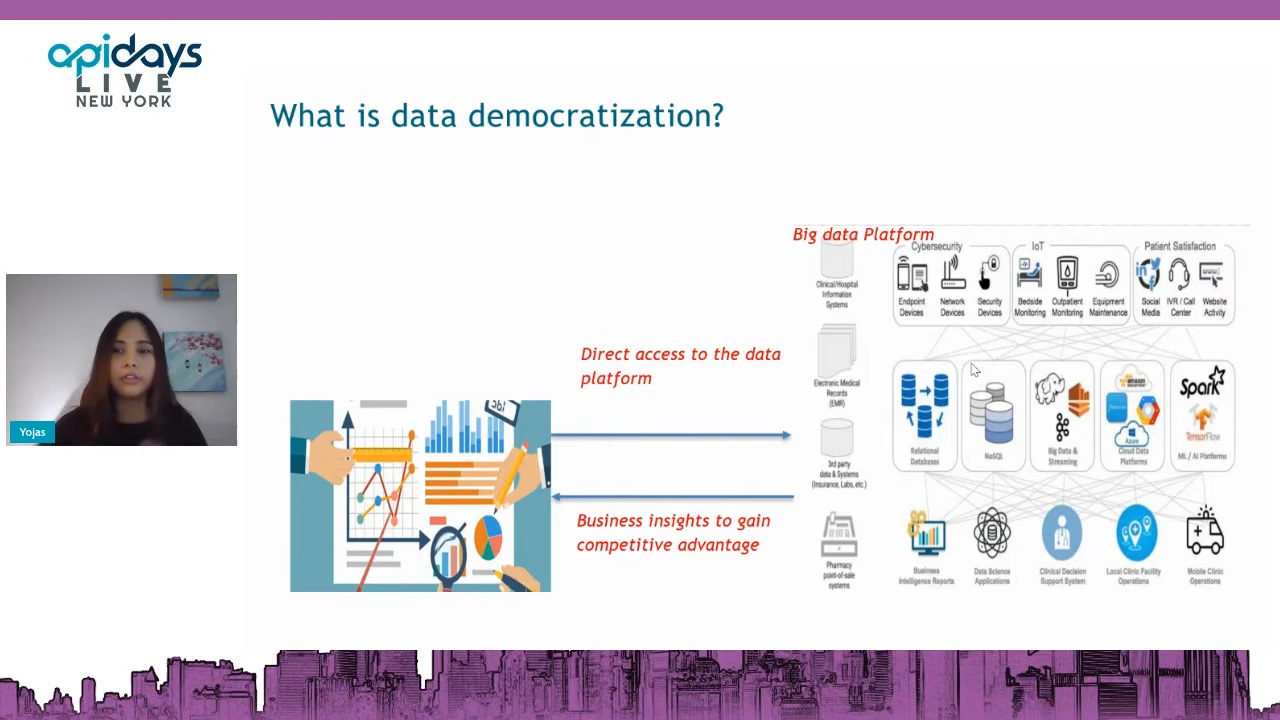 apidays
LIVE
NEW YORK
What is data democratization?
Big data Platform
Cybersecurity
IoT
Patient Satisfaction
Clinical/Hospital
Information
Systems
Endpoint
Devices
Network
Devices
Security
Devices
Bedside
Monitoring
Outpatient
Monitoring
Equipment
Maintenance
Social
Media
IVR / Call
Center
Website
Activity
Direct access to the data
platform
Electronic Medical
Records
(EMR)
Relational
Databases
NoSQL
Big Data &
Streaming
amazon
Azure
Cloud Data
Platforms
Spark
TensorFlow
ML / AI Platforms
Yojas
3rd party
data & Systems
(Insurance, Labs, etc.)
Business insights to gain
competitive advantage
Pharmacy
point-of-sale
systems
Business
Intelligence Reports
Data Science
Applications
Clinical Decision
Support System
Local Clinic Facility
Operations
Mobile Clinic
Operations